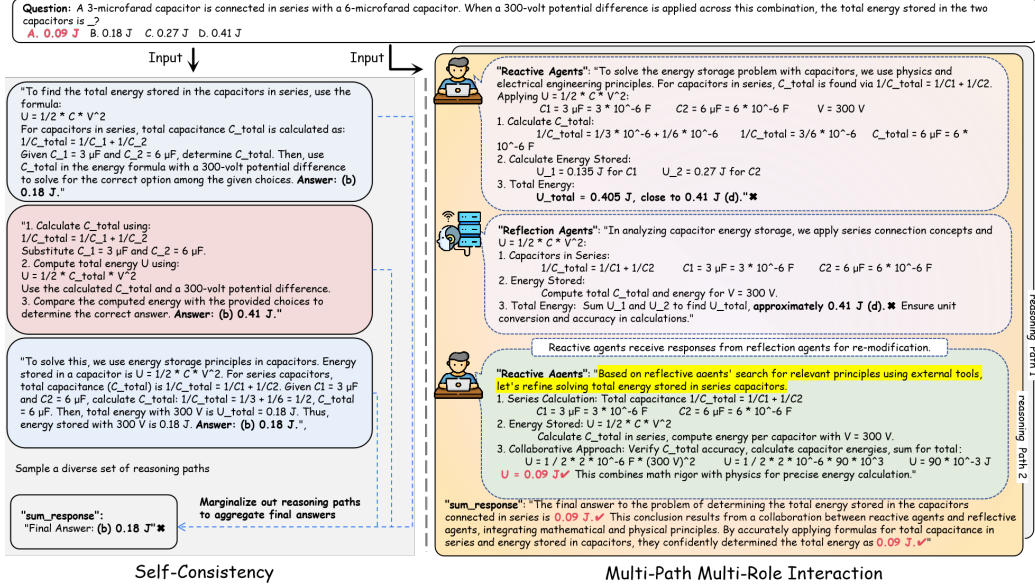 Question: A 3-microfarad capacitor is connected in series with a 6-microfarad capacitor. When a 300-volt potential difference is applied across this combination, the total energy stored in the two
capacitors is _?
A. 0.09 J B. 0.18 J C. 0.27 J D. 0.41 J
Input
Input
"To find the total energy stored in the capacitors in series, use the
formula:
U = 1/2 * C * V^2
For capacitors in series, total capacitance C_total is calculated as:
1/C_total = 1/C_1 + 1/C_2
Given C_1 = 3 µF and C_2 = 6 µF, determine C_total. Then, use
C_total in the energy formula with a 300-volt potential difference
to solve for the correct option among the given choices. Answer: (b)
0.18 J."
"1. Calculate C_total using:
1/C_total = 1/C_1 + 1/C_2
Substitute C_1 = 3 µF and C_2 = 6 µF.
2. Compute total energy U using:
U = 1/2 * C_total * V^2
Use the calculated C_total and a 300-volt potential difference.
3. Compare the computed energy with the provided choices to
determine the correct answer. Answer: (b) 0.41 J."
"To solve this, we use energy storage principles in capacitors. Energy
stored in a capacitor is U = 1/2 * C * V^2. For series capacitors,
total capacitance (C_total) is 1/C_total = 1/C1 + 1/C2. Given C1 = 3 µF
and C2 = 6 µF, calculate C_total: 1/C_total = 1/3 + 1/6 = 1/2, C_total
= 6 µF. Then, total energy with 300 V is U_total = 0.18 J. Thus,
energy stored with 300 V is 0.18 J. Answer: (b) 0.18 J.",
Sample a diverse set of reasoning paths
Marginalize out reasoning paths
to aggregate final answers
"sum_response":
"Final Answer: (b) 0.18 J"✖
Self-Consistency
"Reactive Agents": "To solve the energy storage problem with capacitors, we use physics and
electrical engineering principles. For capacitors in series, C_total is found via 1/C_total = 1/C1 + 1/C2.
Applying U = 1/2 * C * V^2:
C1 = 3 µF = 3 * 10^-6 F C2 = 6 µF = 6 * 10^-6 F V = 300 V
1. Calculate C_total:
1/C_total = 1/3 * 10^-6 + 1/6 * 10^-6 1/C_total = 3/6 * 10^-6 C_total = 6 µF = 6 *
10^-6 F
2. Calculate Energy Stored:
U_1 = 0.135 J for C1 U_2 = 0.27 J for C2
3. Total Energy:
U_total = 0.405 J, close to 0.41 J (d)."✖
"Reflection Agents": "In analyzing capacitor energy storage, we apply series connection concepts and
U = 1/2 * C * V^2:
1. Capacitors in Series:
1/C_total = 1/C1 + 1/C2 C1 = 3 µF = 3 * 10^-6 F C2 = 6 µF = 6 * 10^-6 F
2. Energy Stored:
Compute total C_total and energy for V = 300 V.
3. Total Energy: Sum U_1 and U_2 to find U_total, approximately 0.41 J (d).✖ Ensure unit
conversion and accuracy in calculations."
Reactive agents receive responses from reflection agents for re-modification.
"Reactive Agents": "Based on reflective agents' search for relevant principles using external tools,
let's refine solving total energy stored in series capacitors.
1. Series Calculation: Total capacitance 1/C_total = 1/C1 + 1/C2
C1 = 3 µF = 3 * 10^-6 F C2 = 6 µF = 6 * 10^-6 F
2. Energy Stored: U = 1/2 * C * V^2
Calculate C_total in series, compute energy per capacitor with V = 300 V.
3. Collaborative Approach: Verify C_total accuracy, calculate capacitor energies, sum for total:
U = 1 / 2 * 2 * 10^-6 F * (300 V)^2 U = 1 / 2 * 2 * 10^-6 * 90 * 10^3 U = 90 * 10^-3 J
U = 0.09 J✔ This combines math rigor with physics for precise energy calculation."
"sum_response": "The final answer to the problem of determining the total energy stored in the capacitors
connected in series is 0.09 J.✔ This conclusion results from a collaboration between reactive agents and reflective
agents, integrating mathematical and physical principles. By accurately applying formulas for total capacitance in
series and energy stored in capacitors, they confidently determined the total energy as 0.09 J.✔"
reasoning Path 1
reasoning Path 2
Multi-Path Multi-Role Interaction